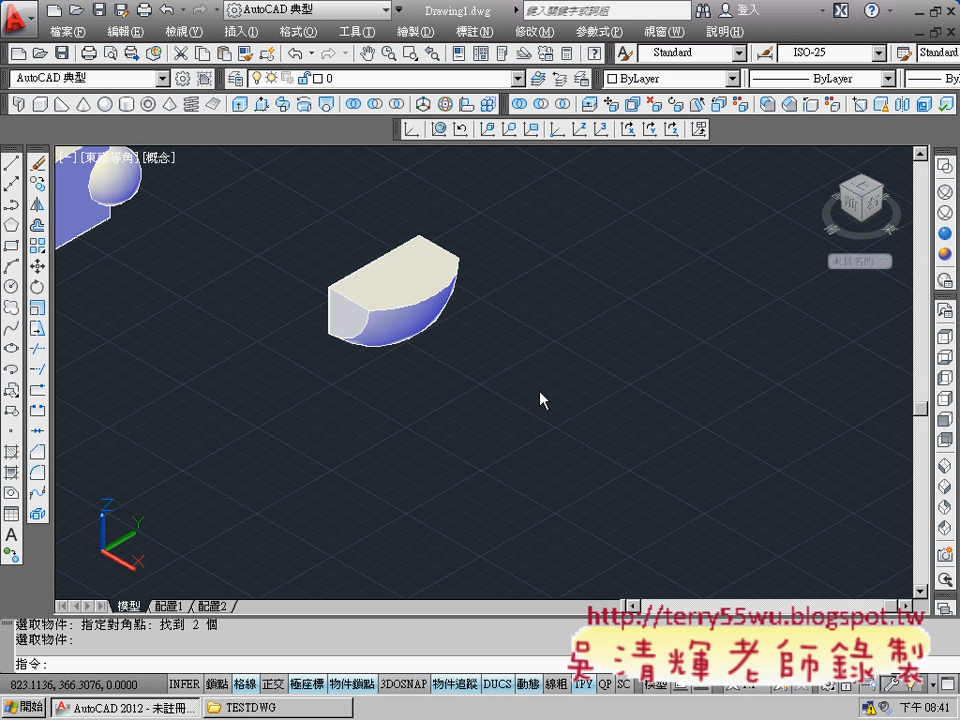 AutoCAD 典型
Drawing1.dwg
鍵入關鍵字或詞組
登入
檔案(F) 編輯(E) 檢視(V) 插入(I) 格式(O) 工具(T) 繪製(D) 標註(N) 修改(M) 參數式(P) 視窗(W) 說明(H)
Standard
ISO-25
Standard
AutoCAD 典型
0
ByLayer
ByLayer
[−][東南等角][概念]
未具名的
Z
Y
X
模型 配置1 配置2
選取物件: 指定對角點: 找到 2 個
選取物件:
指令:
http://terry55wu.blogspot.tw
吳清輝老師錄製
823.1136, 366.3076, 0.0000
INFER 鎖點 格線 正交 極座標 物件鎖點 3DOSNAP 物件追蹤 DUCS 動態 線粗 TPY QP SC
模型
開始
AutoCAD 2012 - 未註冊...
TESTDWG
下午 08:41